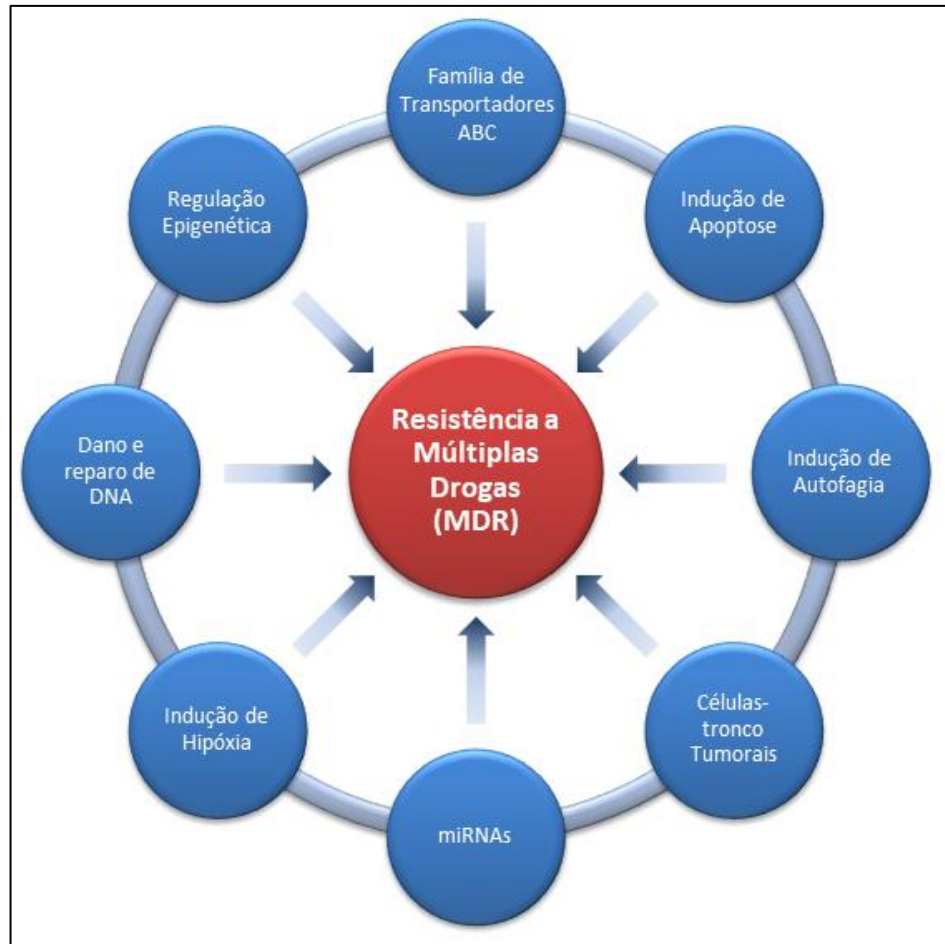 Família de
Transportadores
ABC
Indução de
Apoptose
Indução de
Autofagia
Células-
tronco
Tumorais
miRNAs
Indução de
Hipóxia
Dano e
reparo de
DNA
Regulação
Epigenética
Resistência a
Múltiplas
Drogas
(MDR)